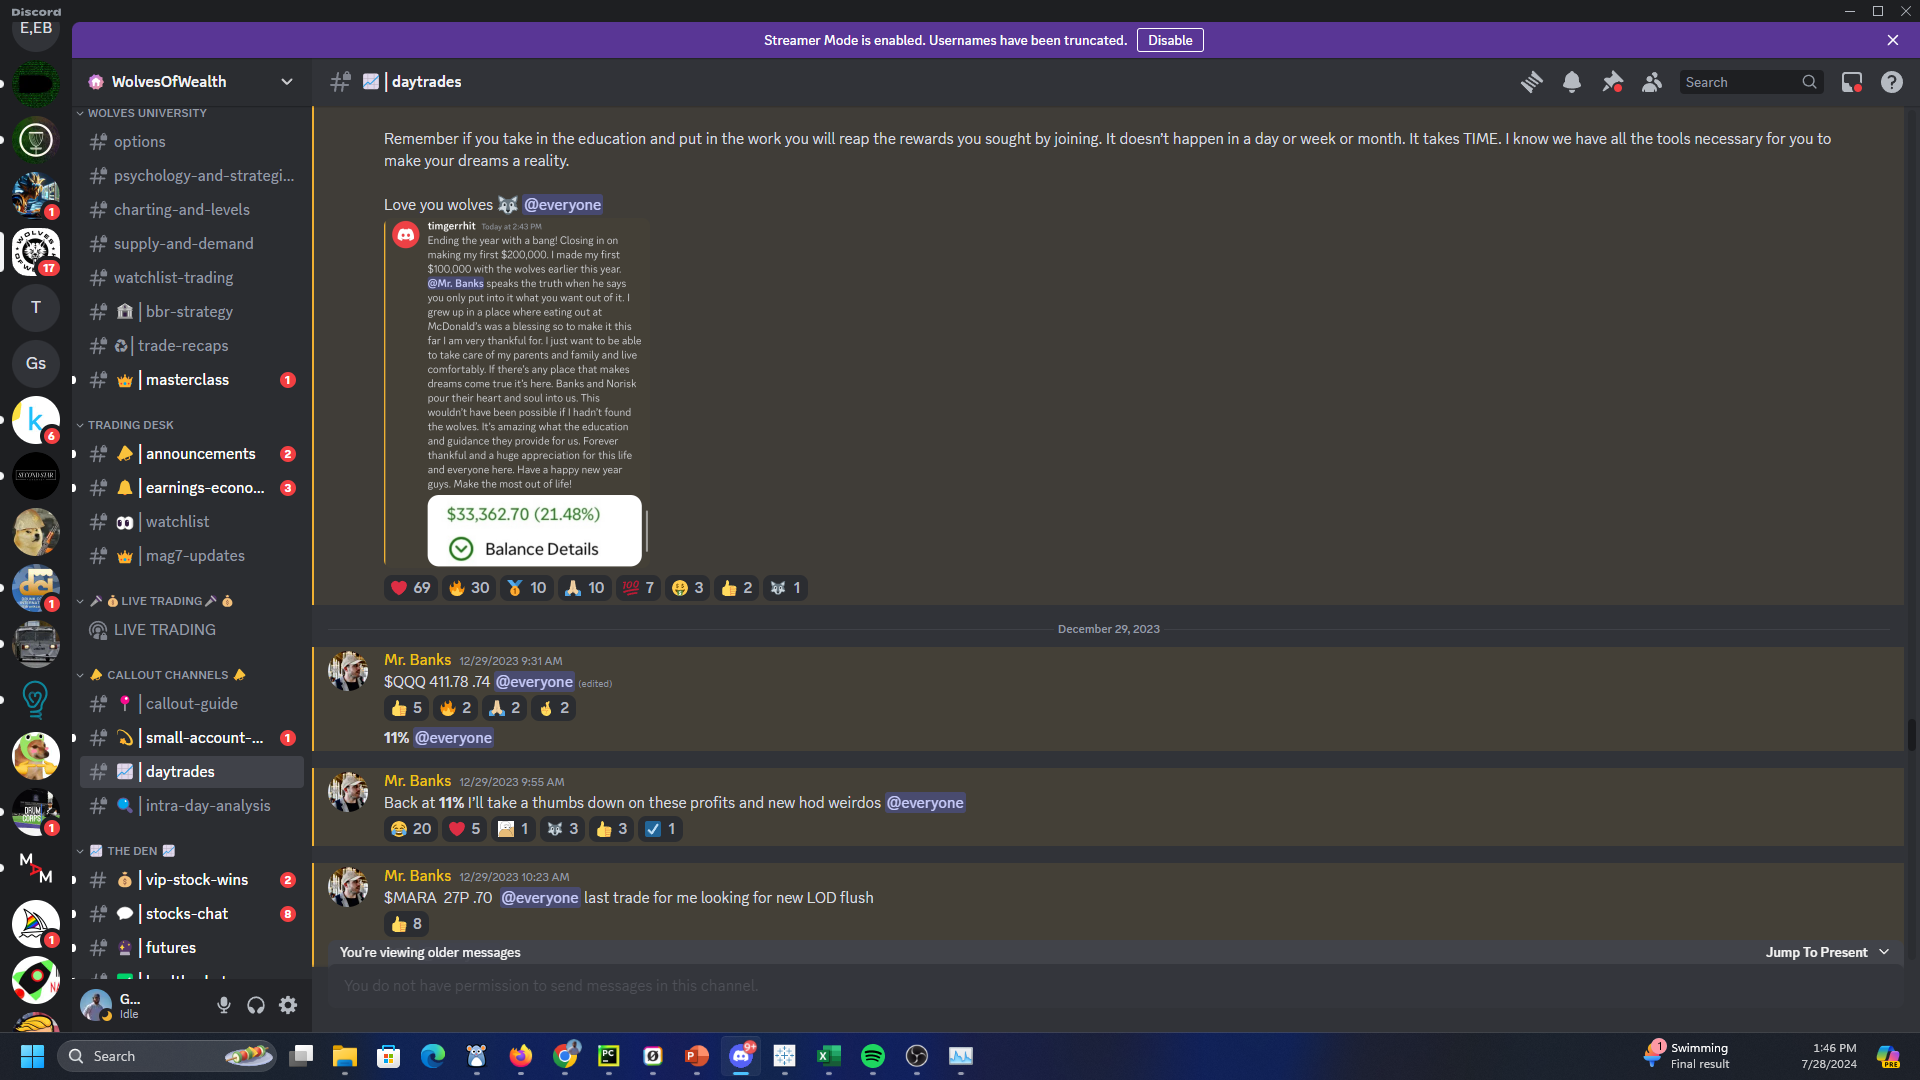 Discord
Streamer Mode is enabled. Usernames have been truncated. Disable
E,EB
WOLVES OF W
17
1
T
Gs
k
6
SECOND STAR
dci
1
DRUM CORPS
1
M A M
1
WolvesOfWealth
WOLVES UNIVERSITY
options
psychology-and-strategi...
charting-and-levels
supply-and-demand
watchlist-trading
| bbr-strategy
| trade-recaps
| masterclass 1
TRADING DESK
| announcements 2
| earnings-econo... 3
| watchlist
| mag7-updates
LIVE TRADING
LIVE TRADING
CALLOUT CHANNELS
| callout-guide
| small-account-... 1
| daytrades
| intra-day-analysis
THE DEN
| vip-stock-wins 2
| stocks-chat 8
| futures
G...
Idle
| daytrades
Search
Remember if you take in the education and put in the work you will reap the rewards you sought by joining. It doesn't happen in a day or week or month. It takes TIME. I know we have all the tools necessary for you to
make your dreams a reality.
Love you wolves @everyone
timgerrhit Today at 2:43 PM
Ending the year with a bang! Closing in on
making my first $200,000. I made my first
$100,000 with the wolves earlier this year.
@Mr. Banks speaks the truth when he says
you only put into it what you want out of it. I
grew up in a place where eating out at
McDonald's was a blessing so to make it this
far I am very thankful for. I just want to be able
to take care of my parents and family and live
comfortably. If there's any place that makes
dreams come true it's here. Banks and Norisk
pour their heart and soul into us. This
wouldn't have been possible if I hadn't found
the wolves. It's amazing what the education
and guidance they provide for us. Forever
thankful and a huge appreciation for this life
and everyone here. Have a happy new year
guys. Make the most out of life!
$33,362.70 (21.48%)
Balance Details
69 30 10 10 100 7 3 2 1
December 29, 2023
Mr. Banks 12/29/2023 9:31 AM
$QQQ 411.78 .74 @everyone (edited)
5 2 2 2
11% @everyone
Mr. Banks 12/29/2023 9:55 AM
Back at 11% I'll take a thumbs down on these profits and new hod weirdos @everyone
20 5 1 3 3 1
Mr. Banks 12/29/2023 10:23 AM
$MARA 27P .70 @everyone last trade for me looking for new LOD flush
8
You're viewing older messages Jump To Present
You do not have permission to send messages in this channel.
Search
PC
9+
1
Swimming
Final result
1:46 PM
7/28/2024
PRE